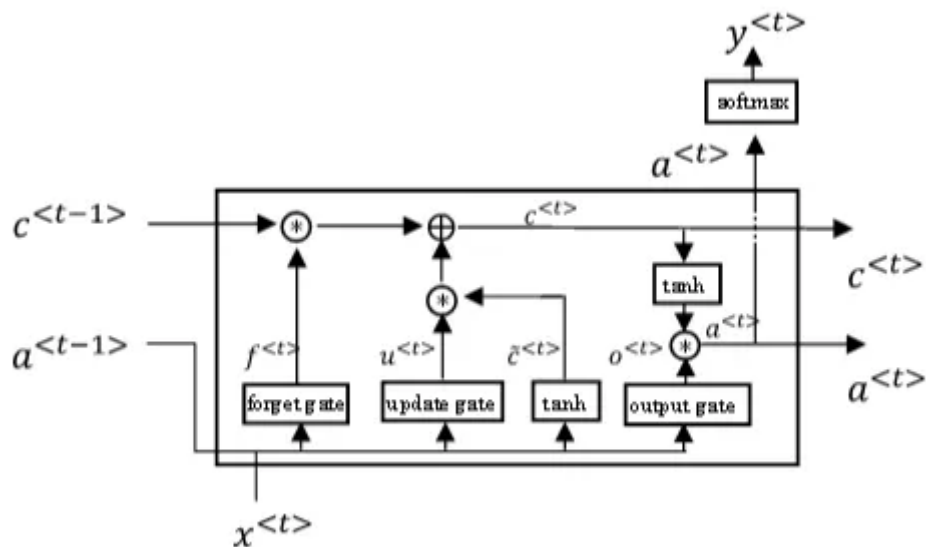 y<t>
softmax
a<t>
c<t−1>
*
⊕
c<t>
c<t>
*
tanh
a<t−1>
f<t>
u<t>
c̃<t>
o<t>
*
a<t>
a<t>
forget gate
update gate
tanh
output gate
x<t>